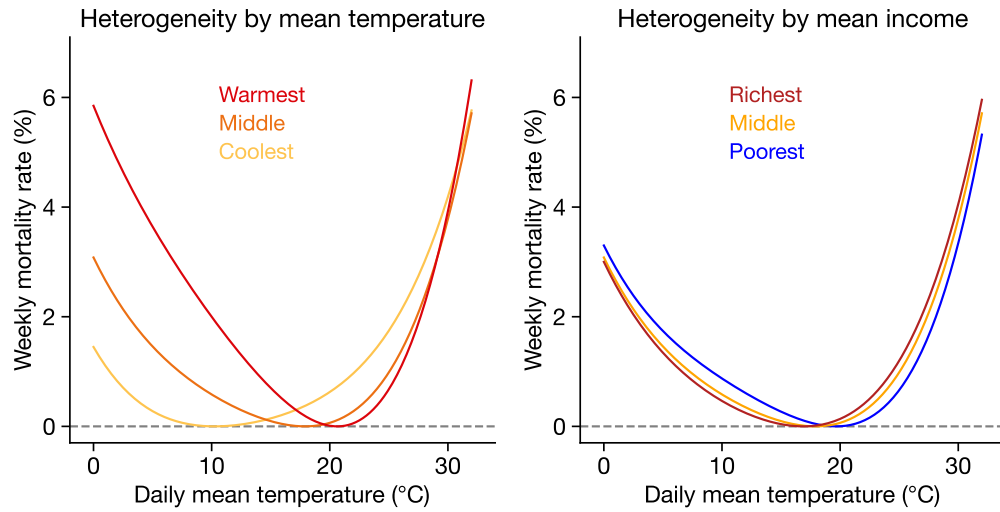 Heterogeneity by mean temperature
Weekly mortality rate (%)
6
4
2
0
Warmest
Middle
Coolest
0 10 20 30
Daily mean temperature (°C)
Heterogeneity by mean income
Weekly mortality rate (%)
6
4
2
0
Richest
Middle
Poorest
0 10 20 30
Daily mean temperature (°C)